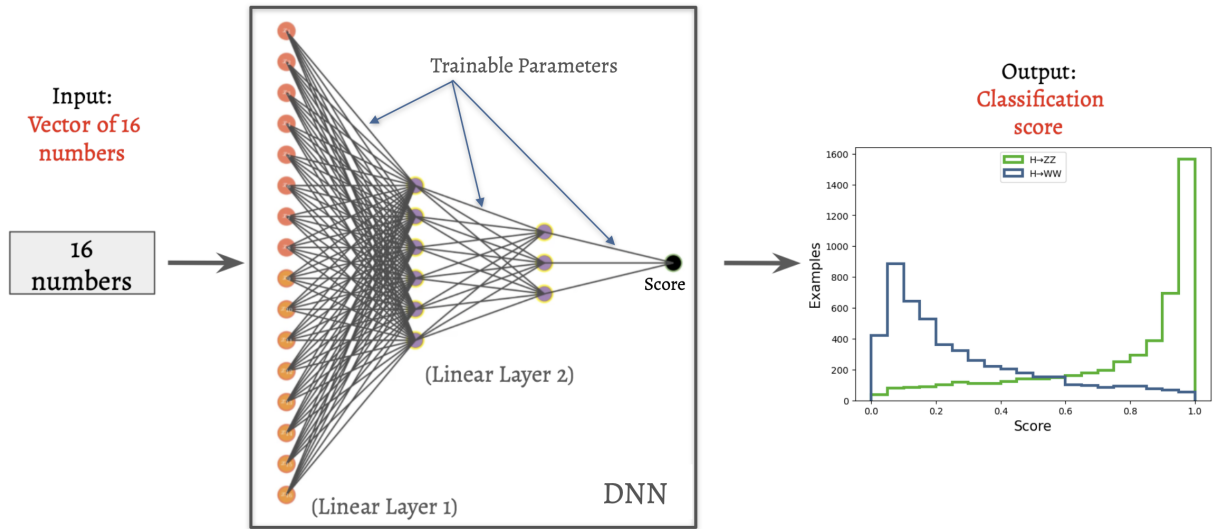 Input:
Vector of 16
numbers
16
numbers
Trainable Parameters
Score
(Linear Layer 2)
(Linear Layer 1)
DNN
Output:
Classification
score
H→ZZ
H→WW
1600
1400
1200
1000
800
600
400
200
0
Examples
0.0 0.2 0.4 0.6 0.8 1.0
Score